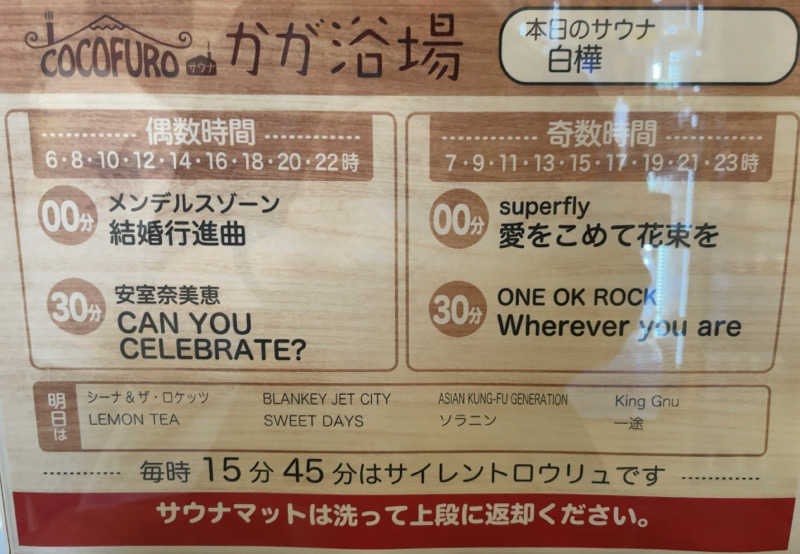 COCOFURO サウナ かが浴場
本日のサウナ
白樺
偶数時間
6・8・10・12・14・16・18・20・22時
00分 メンデルスゾーン
結婚行進曲
30分 安室奈美恵
CAN YOU
CELEBRATE?
奇数時間
7・9・11・13・15・17・19・21・23時
00分 superfly
愛をこめて花束を
30分 ONE OK ROCK
Wherever you are
明日は
シーナ&ザ・ロケッツ
LEMON TEA
BLANKEY JET CITY
SWEET DAYS
ASIAN KUNG-FU GENERATION
ソラニン
King Gnu
一途
毎時 15分 45分はサイレントロウリュです
サウナマットは洗って上段に返却ください。